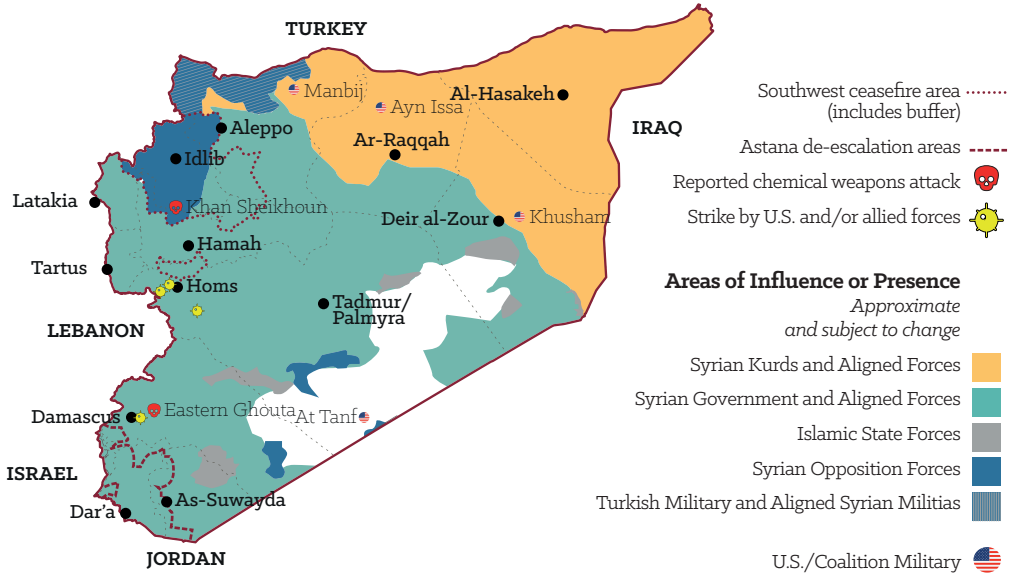 TURKEY
Manbij
Ayn Issa
Al-Hasakeh
IRAQ
Aleppo
Ar-Raqqah
Idlib
Latakia
Khan Sheikhoun
Deir al-Zour
Khusham
Hamah
Tartus
Homs
Tadmur/
Palmyra
LEBANON
Damascus
Eastern Ghouta
At Tanf
ISRAEL
As-Suwayda
Dar'a
JORDAN
Southwest ceasefire area
(includes buffer)
Astana de-escalation areas
Reported chemical weapons attack
Strike by U.S. and/or allied forces
Areas of Influence or Presence
Approximate
and subject to change
Syrian Kurds and Aligned Forces
Syrian Government and Aligned Forces
Islamic State Forces
Syrian Opposition Forces
Turkish Military and Aligned Syrian Militias
U.S./Coalition Military